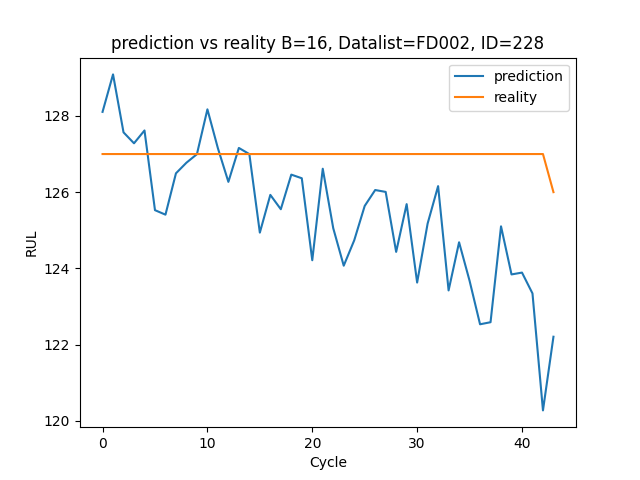 prediction vs reality B=16, Datalist=FD002, ID=228
prediction
reality
128
126
124
122
120
RUL
0 10 20 30 40
Cycle